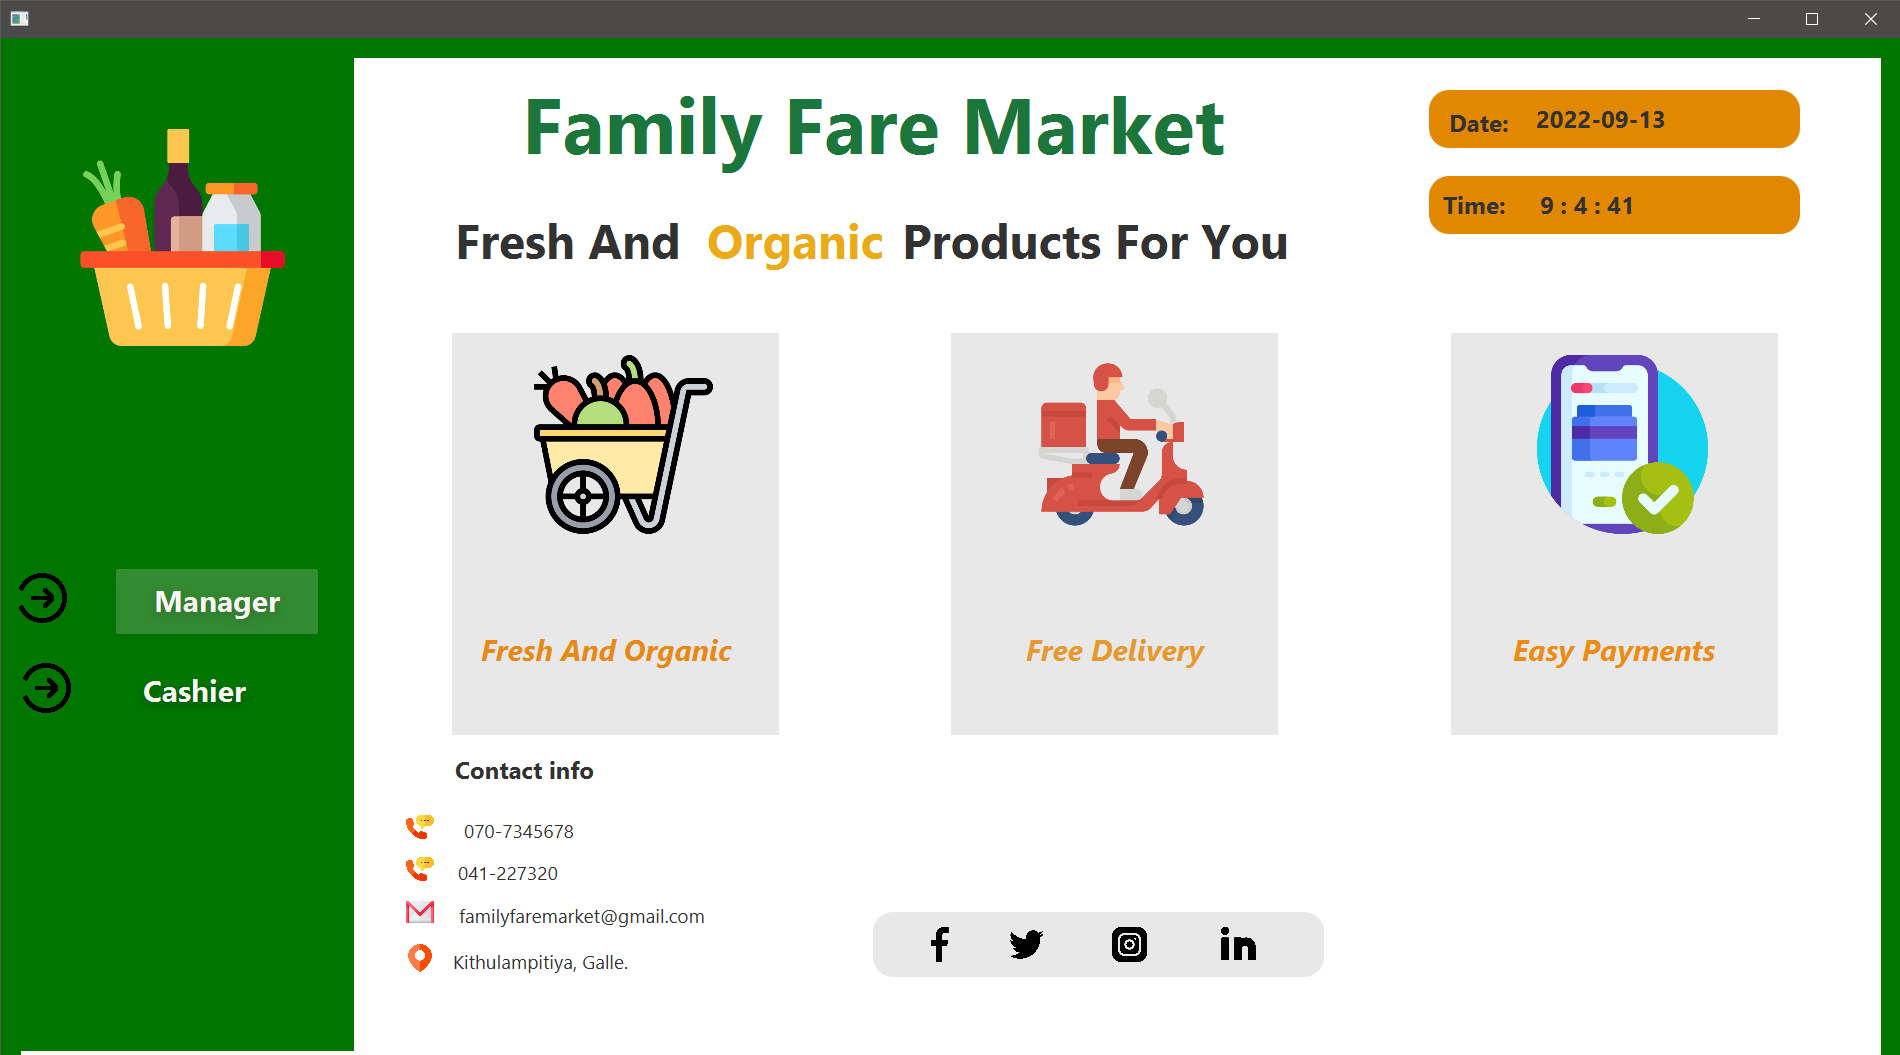 Family Fare Market
Date: 2022-09-13
Time: 9 : 4 : 41
Fresh And Organic Products For You
Manager
Cashier
Fresh And Organic
Free Delivery
Easy Payments
Contact info
070-7345678
041-227320
familyfaremarket@gmail.com
Kithulampitiya, Galle.